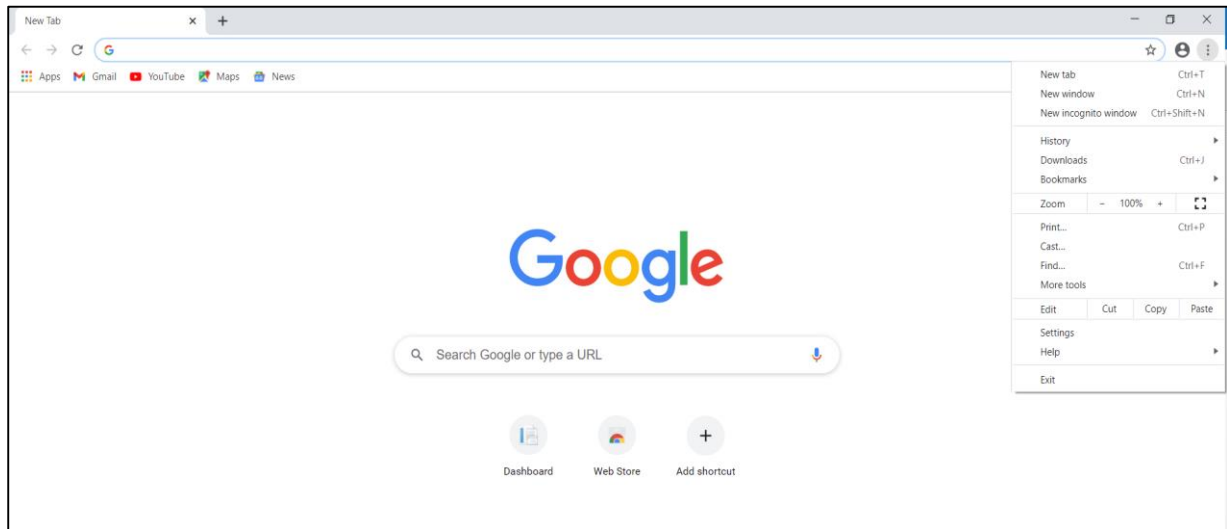 New Tab
Apps Gmail YouTube Maps News
New tab Ctrl+T
New window Ctrl+N
New incognito window Ctrl+Shift+N
History
Downloads Ctrl+J
Bookmarks
Zoom - 100% +
Print... Ctrl+P
Cast...
Find... Ctrl+F
More tools
Edit Cut Copy Paste
Settings
Help
Exit
Google
Search Google or type a URL
Dashboard Web Store Add shortcut